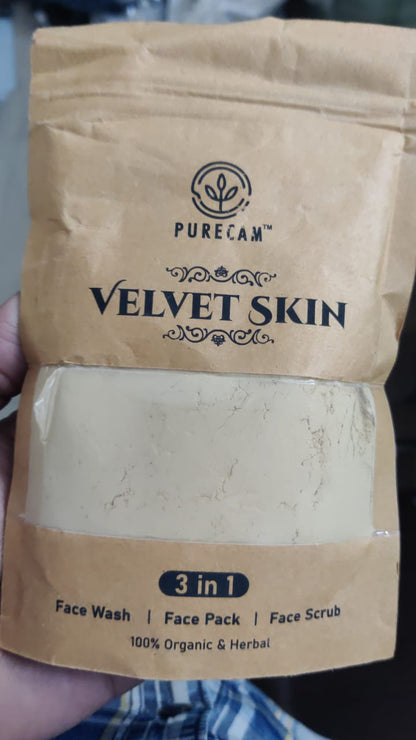 PURECAM™
VELVET SKIN
3 in 1
Face Wash | Face Pack | Face Scrub
100% Organic & Herbal